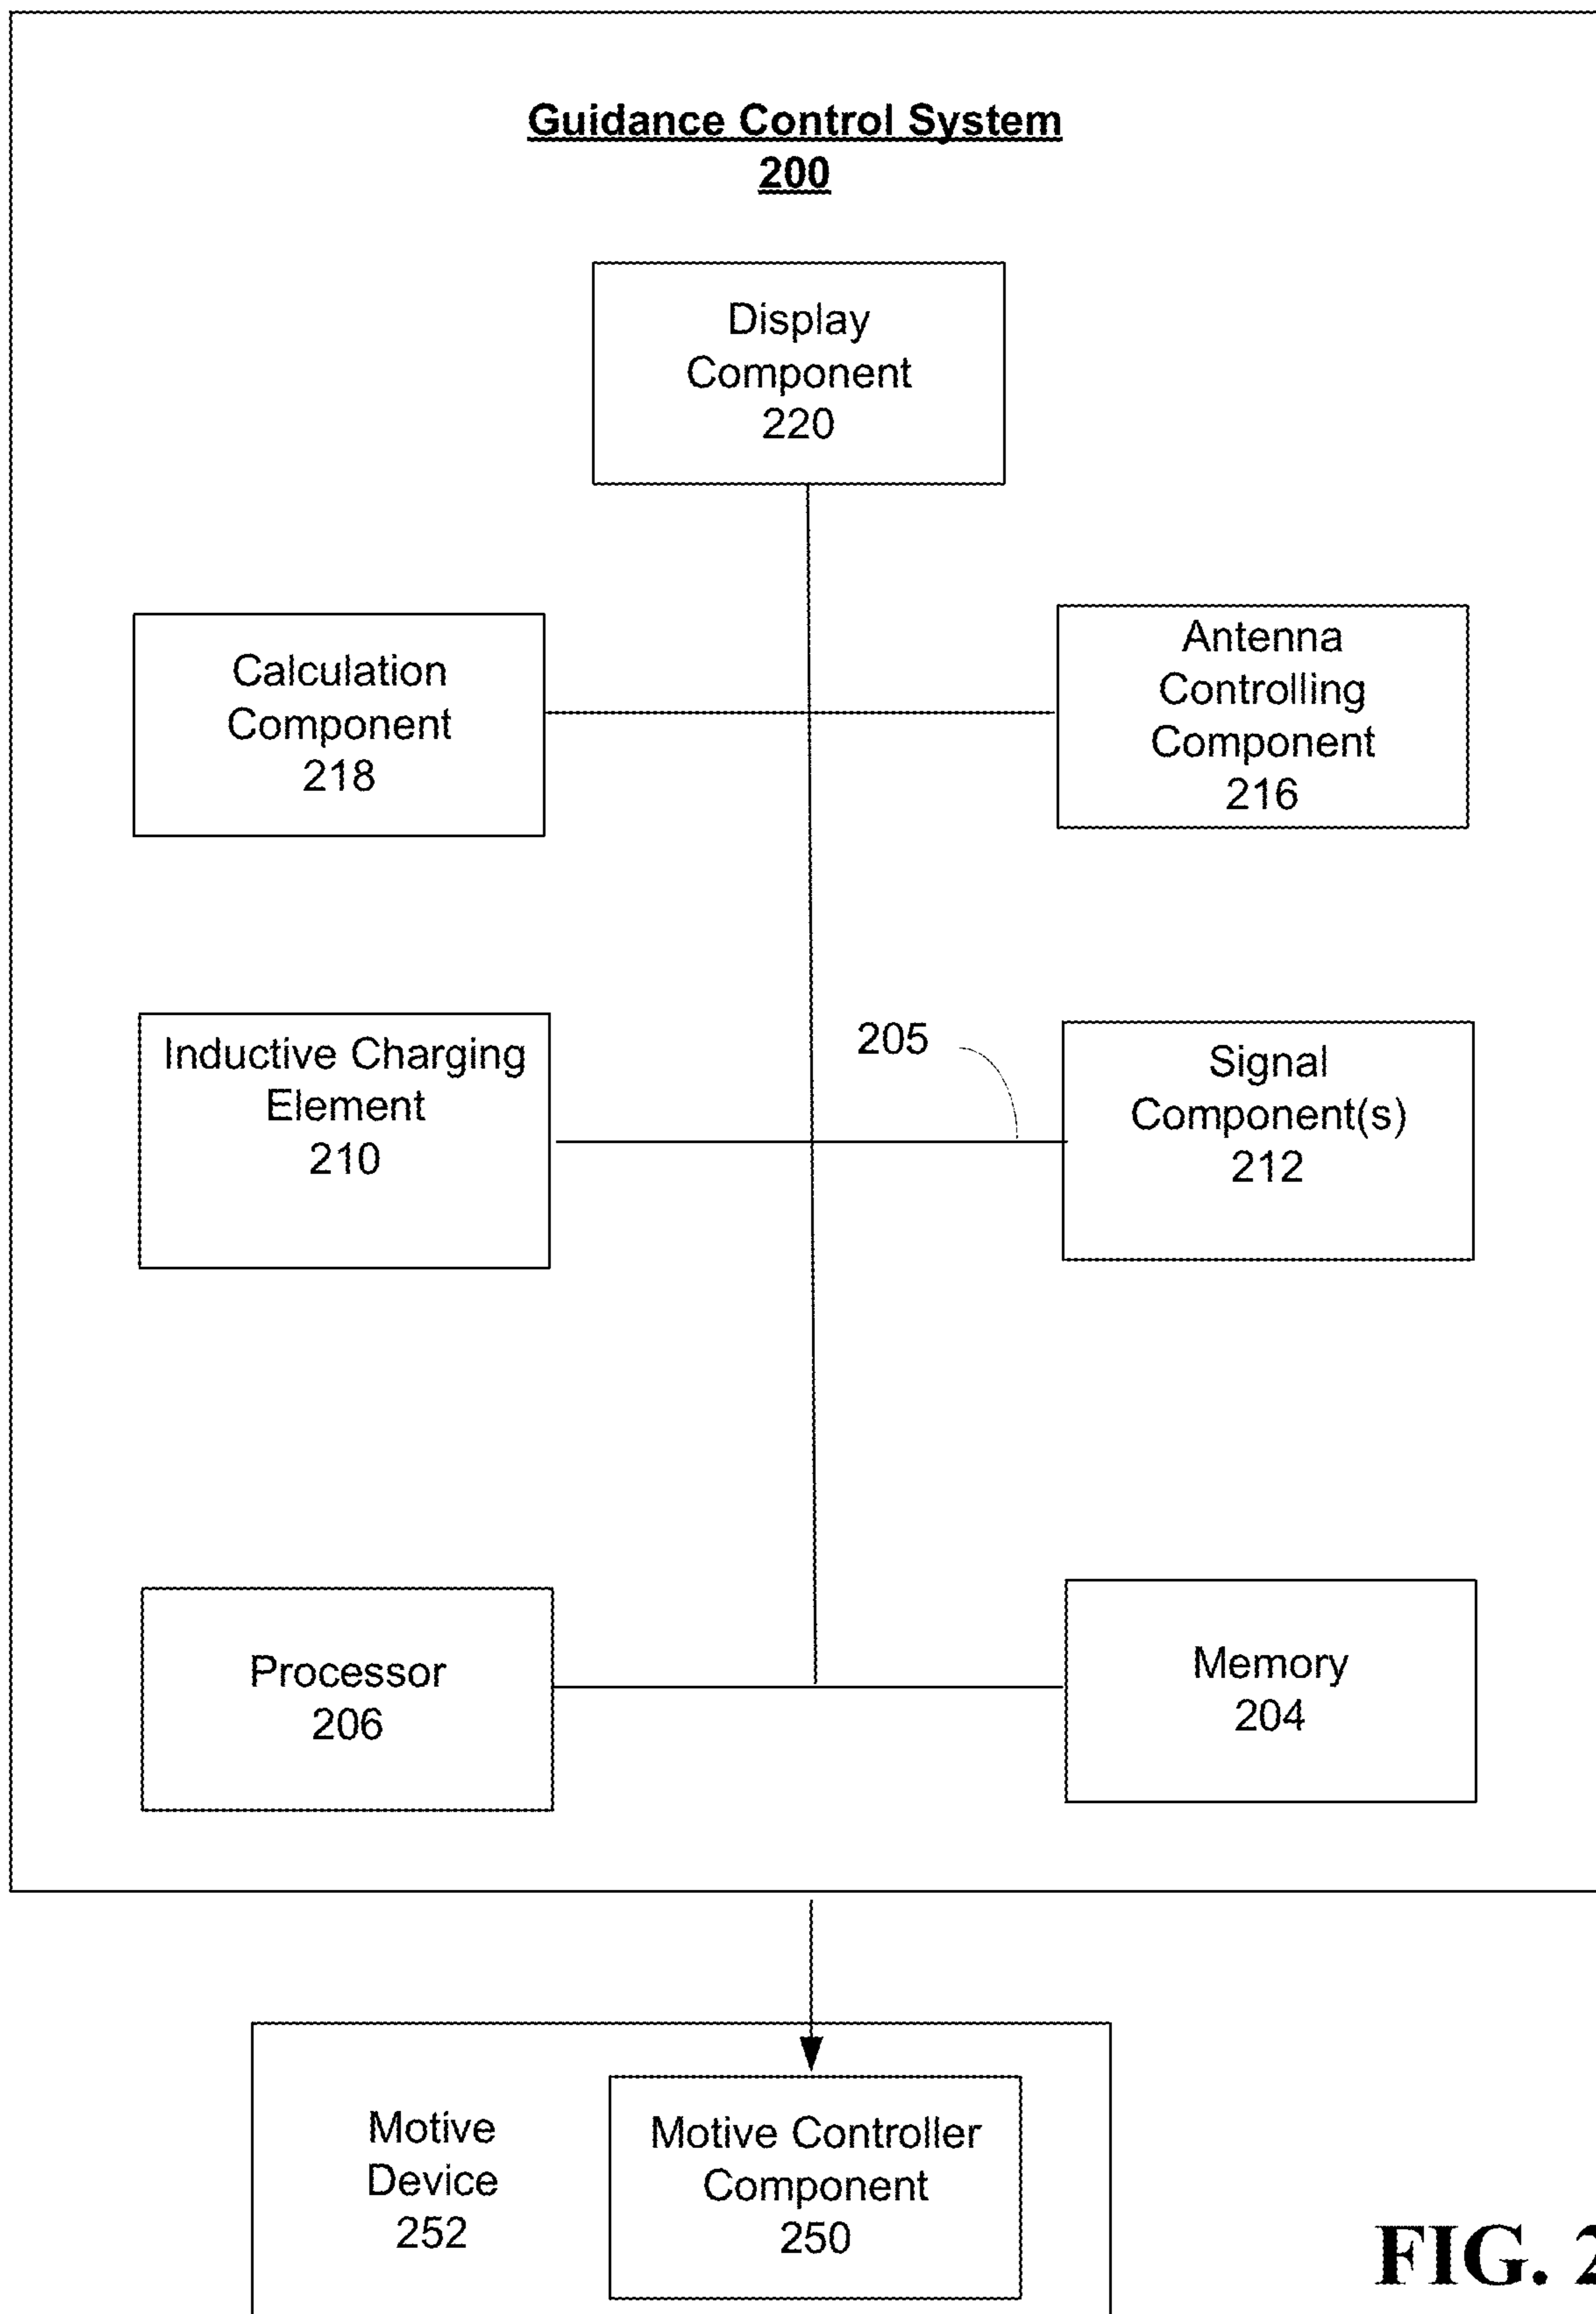 Guidance Control System
200
Display
Component
220
Calculation
Component
218
Antenna
Controlling
Component
216
Inductive Charging
Element
210
205
Signal
Component(s)
212
Processor
206
Memory
204
Motive
Device
252
Motive Controller
Component
250
FIG. 2